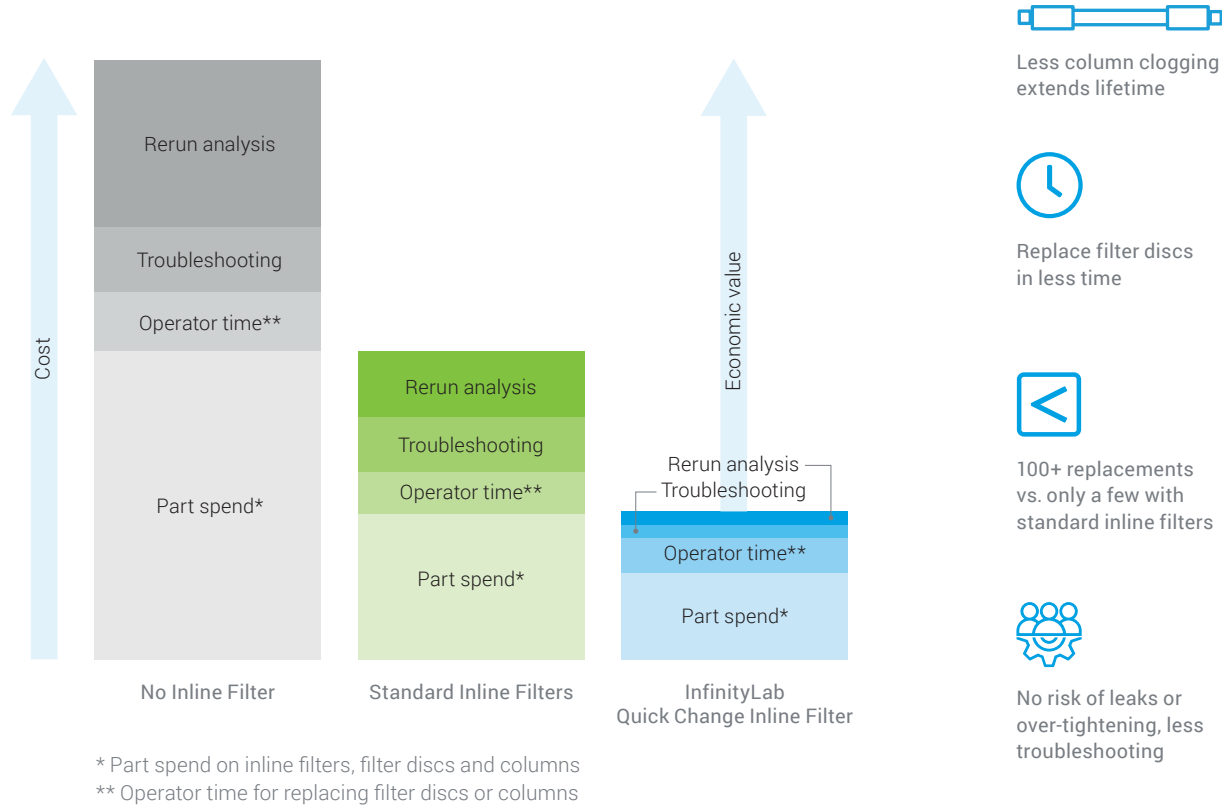 Cost
Rerun analysis
Troubleshooting
Operator time**
Part spend*
No Inline Filter
Rerun analysis
Troubleshooting
Operator time**
Part spend*
Standard Inline Filters
Economic value
Rerun analysis
Troubleshooting
Operator time**
Part spend*
InfinityLab
Quick Change Inline Filter
* Part spend on inline filters, filter discs and columns
** Operator time for replacing filter discs or columns
Less column clogging
extends lifetime
Replace filter discs
in less time
<
100+ replacements
vs. only a few with
standard inline filters
No risk of leaks or
over-tightening, less
troubleshooting